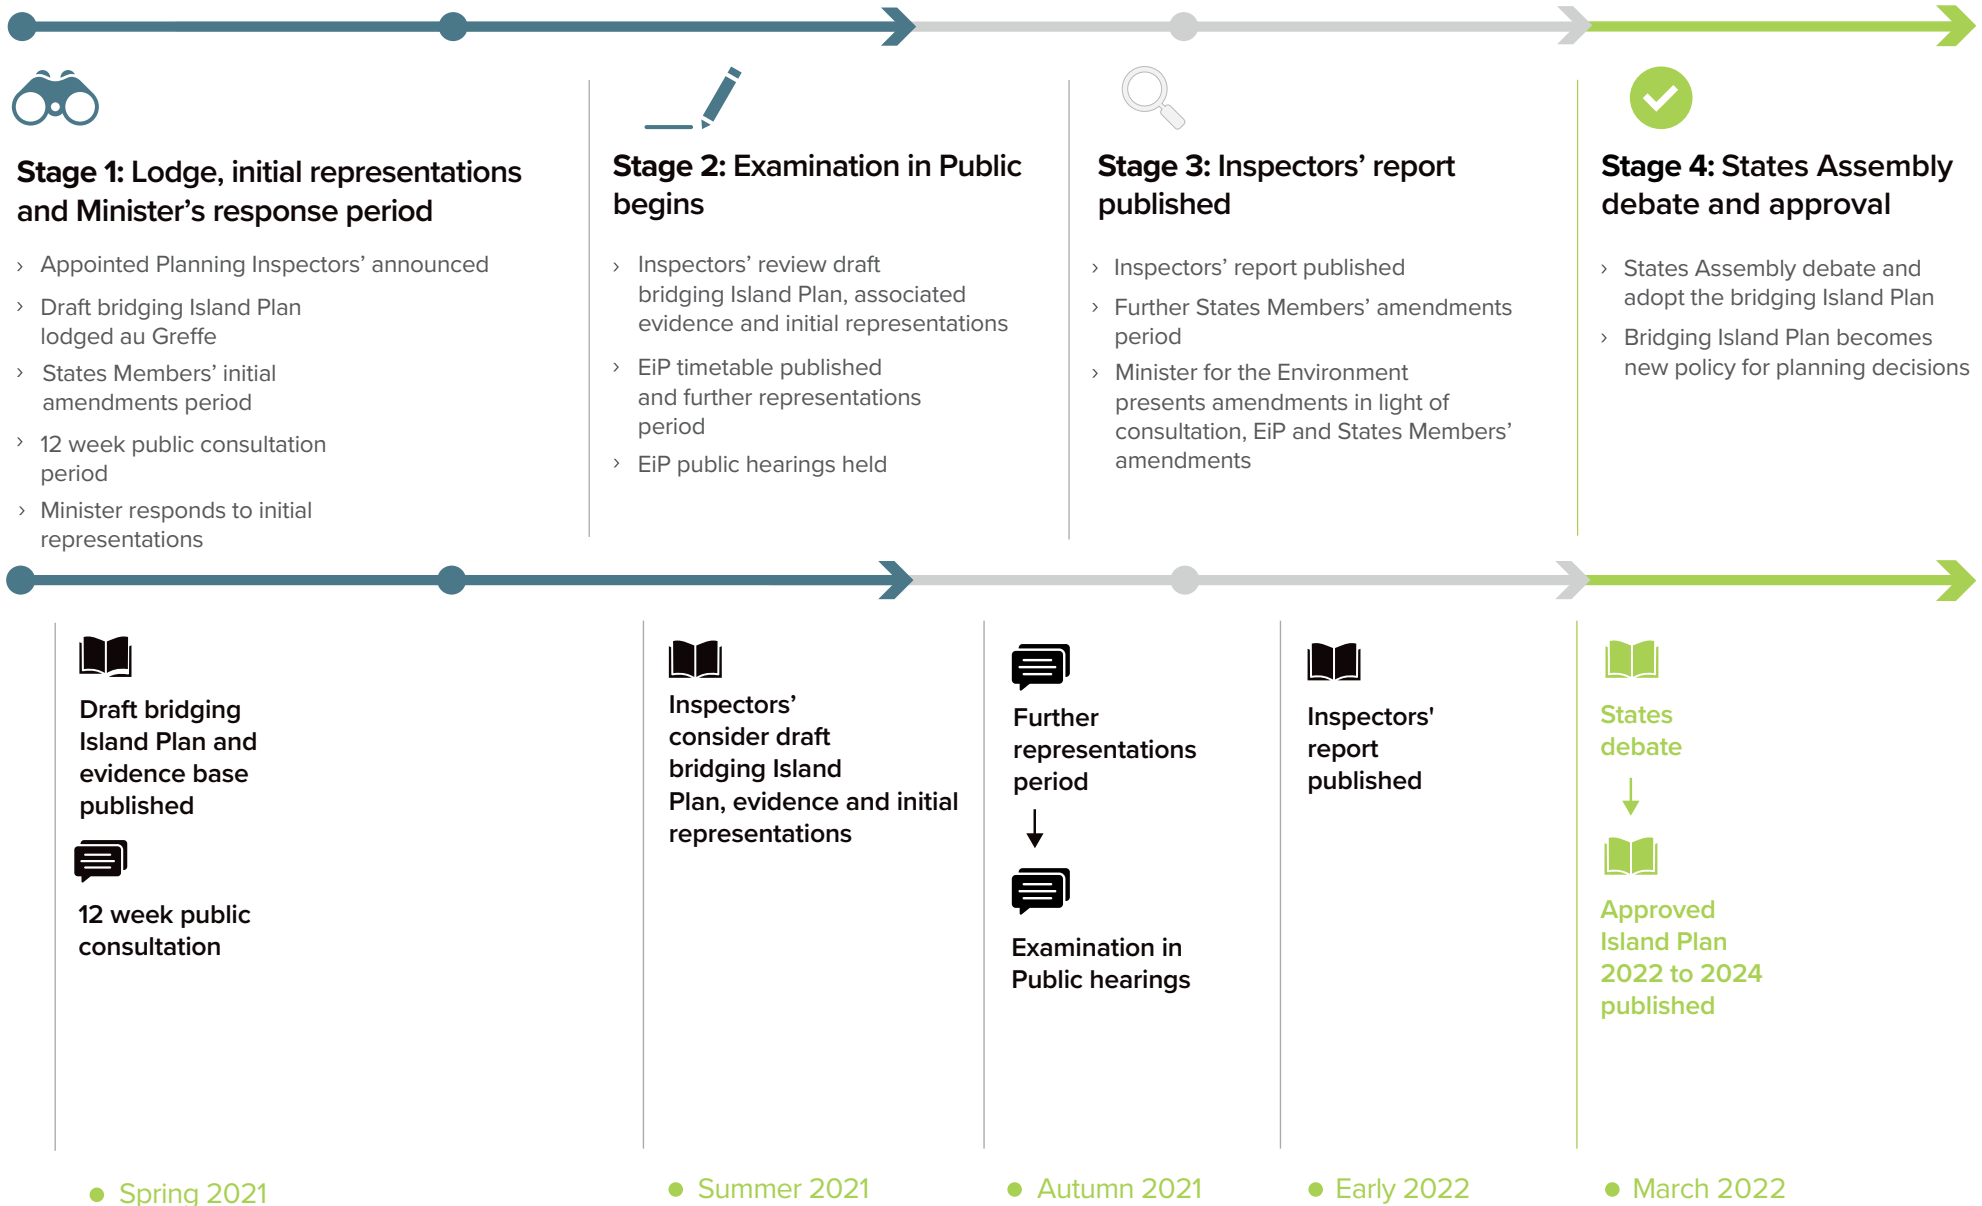 Stage 1: Lodge, initial representations
and Minister’s response period
› Appointed Planning Inspectors’ announced
› Draft bridging Island Plan
lodged au Greffe
› States Members’ initial
amendments period
› 12 week public consultation
period
› Minister responds to initial
representations
Stage 2: Examination in Public
begins
› Inspectors’ review draft
bridging Island Plan, associated
evidence and initial representations
› EiP timetable published
and further representations
period
› EiP public hearings held
Stage 3: Inspectors’ report
published
› Inspectors’ report published
› Further States Members’ amendments
period
› Minister for the Environment
presents amendments in light of
consultation, EiP and States Members’
amendments
Stage 4: States Assembly
debate and approval
› States Assembly debate and
adopt the bridging Island Plan
› Bridging Island Plan becomes
new policy for planning decisions
Draft bridging
Island Plan and
evidence base
published
12 week public
consultation
Inspectors’
consider draft
bridging Island
Plan, evidence and initial
representations
Further
representations
period
Examination in
Public hearings
Inspectors'
report
published
States
debate
Approved
Island Plan
2022 to 2024
published
• Spring 2021
• Summer 2021
• Autumn 2021
• Early 2022
• March 2022